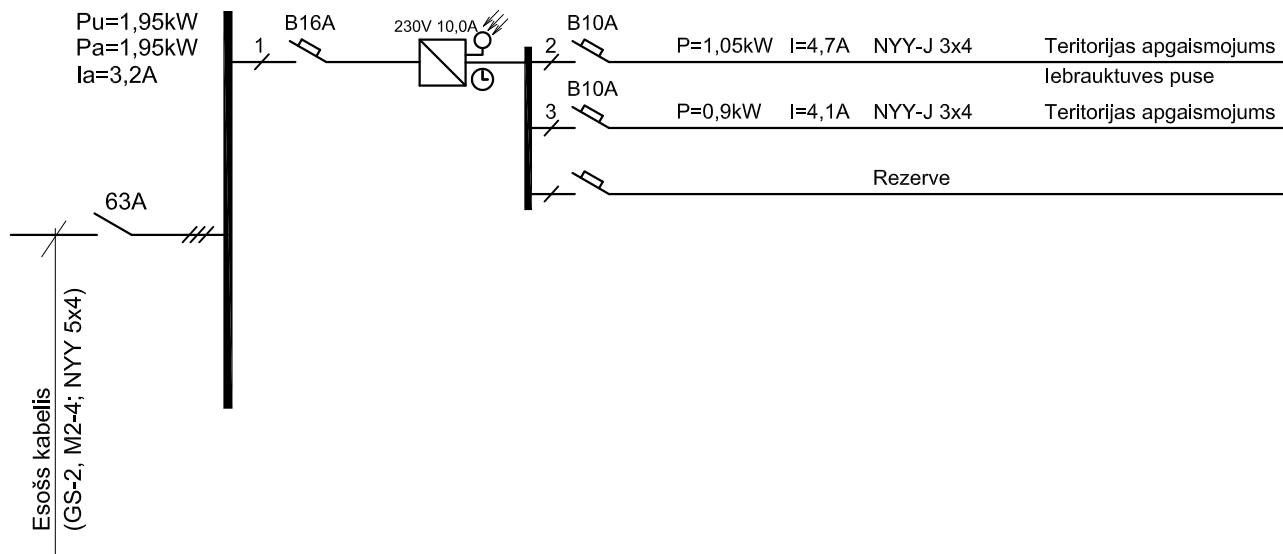 Pu=1,95kW
Pa=1,95kW
Ia=3,2A
1
B16A
230V 10,0A
2
B10A
P=1,05kW I=4,7A NYY-J 3x4 Teritorijas apgaismojums
Iebrauktuves puse
3
B10A
P=0,9kW I=4,1A NYY-J 3x4 Teritorijas apgaismojums
Rezerve
63A
Esošs kabelis
(GS-2, M2-4; NYY 5x4)